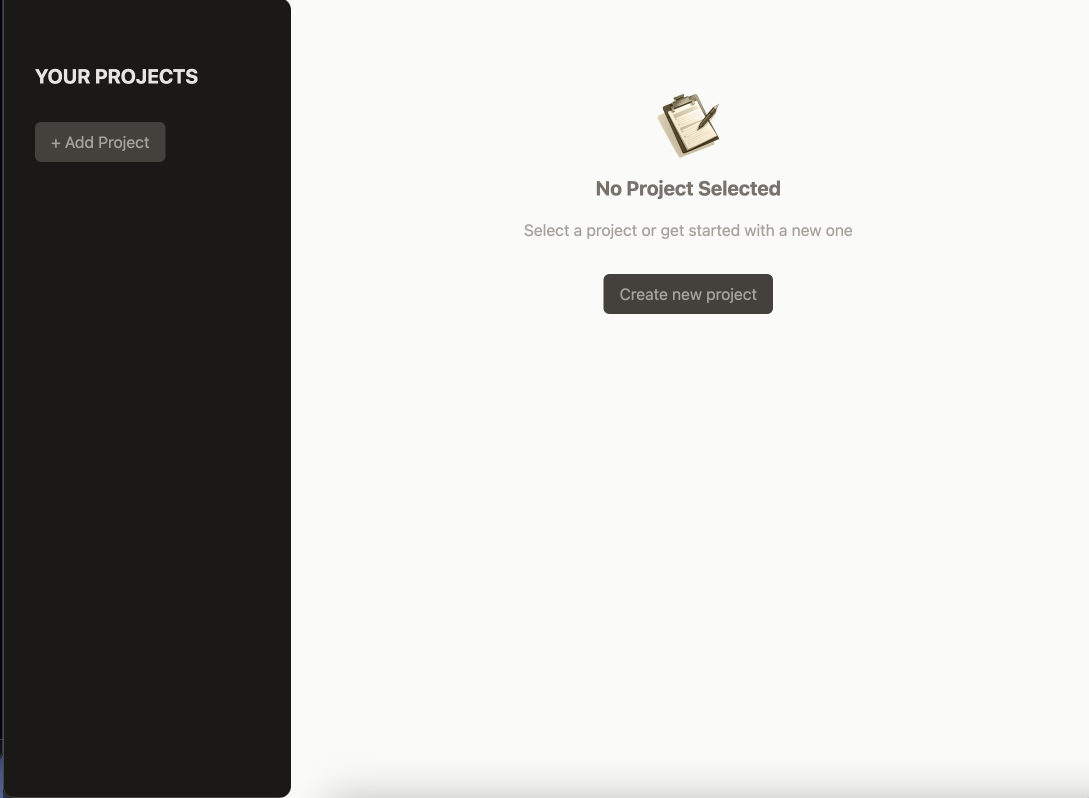 YOUR PROJECTS
+ Add Project
No Project Selected
Select a project or get started with a new one
Create new project